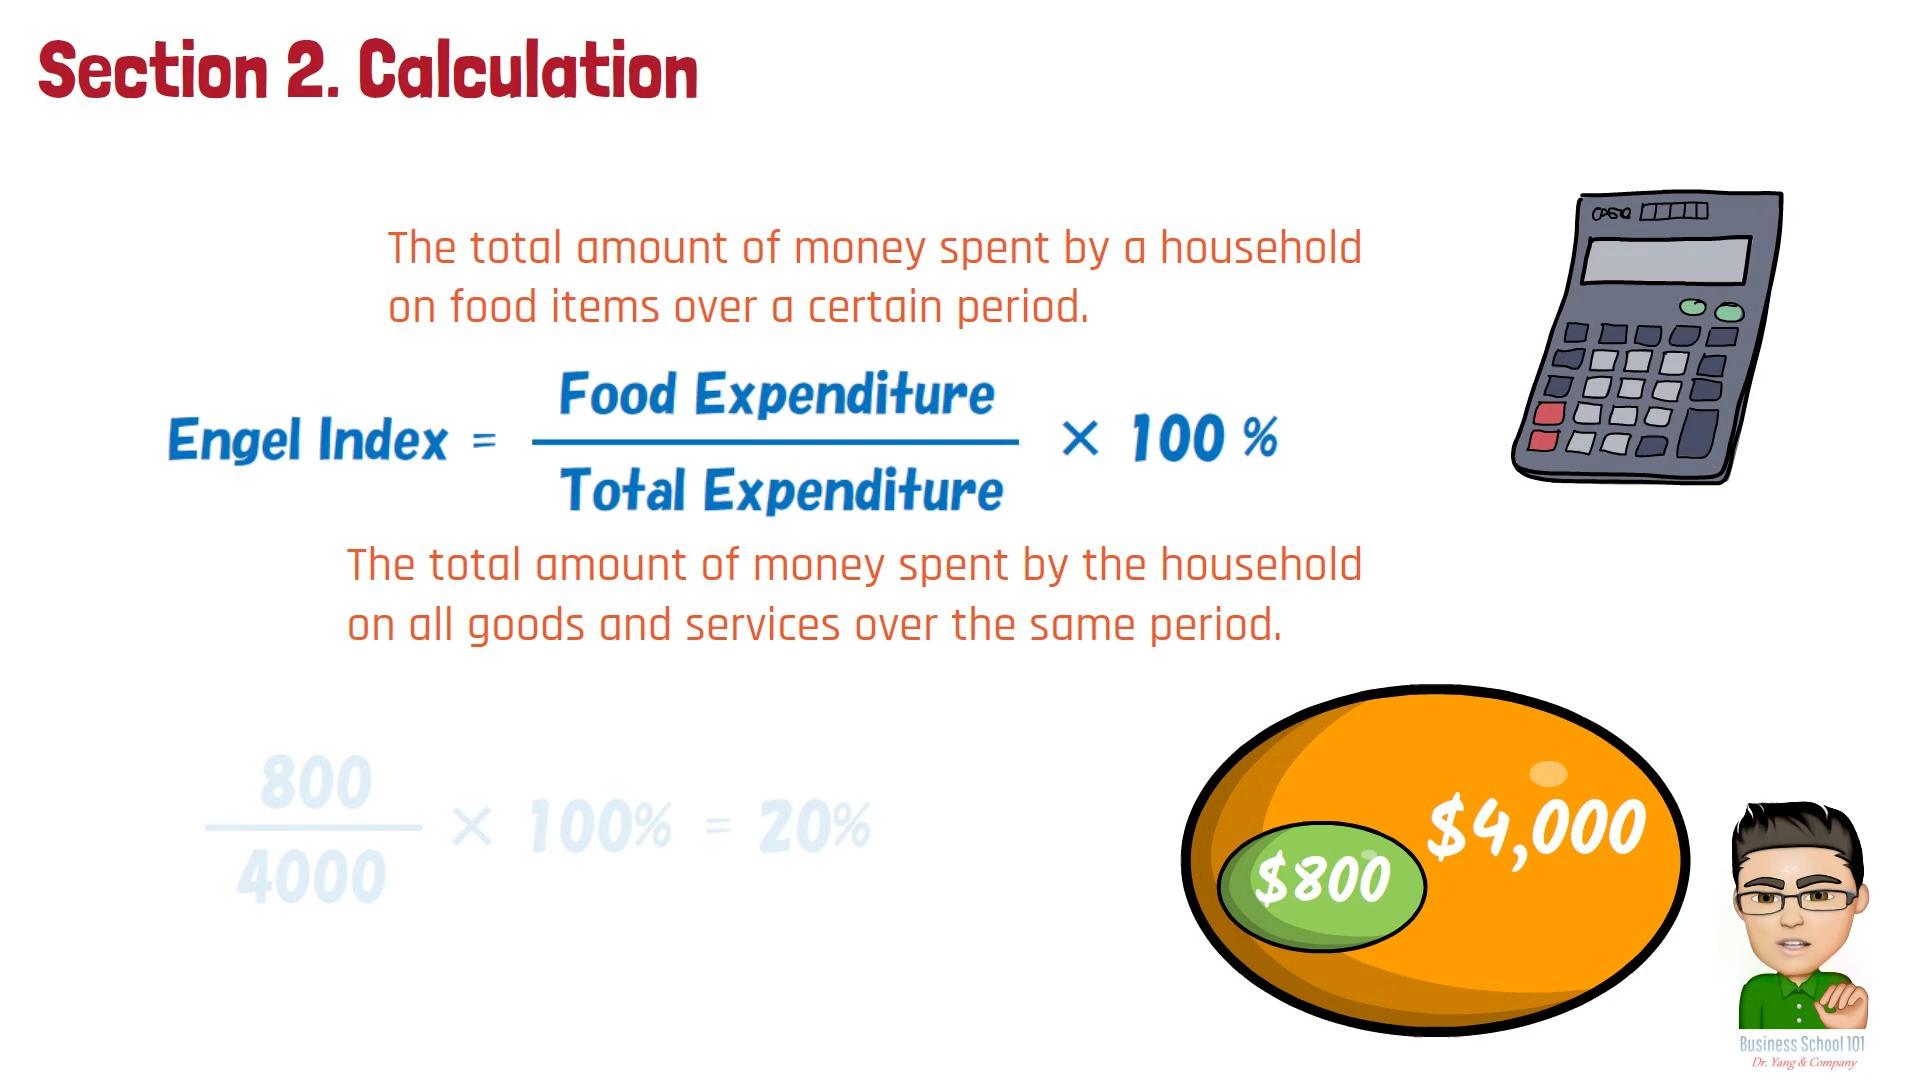 Section 2. Calculation
The total amount of money spent by a household
on food items over a certain period.
Food Expenditure
Engel Index = × 100 %
Total Expenditure
The total amount of money spent by the household
on all goods and services over the same period.
800
× 100% = 20%
4000
$4,000
$800
Business School 101
Dr. Yang & Company